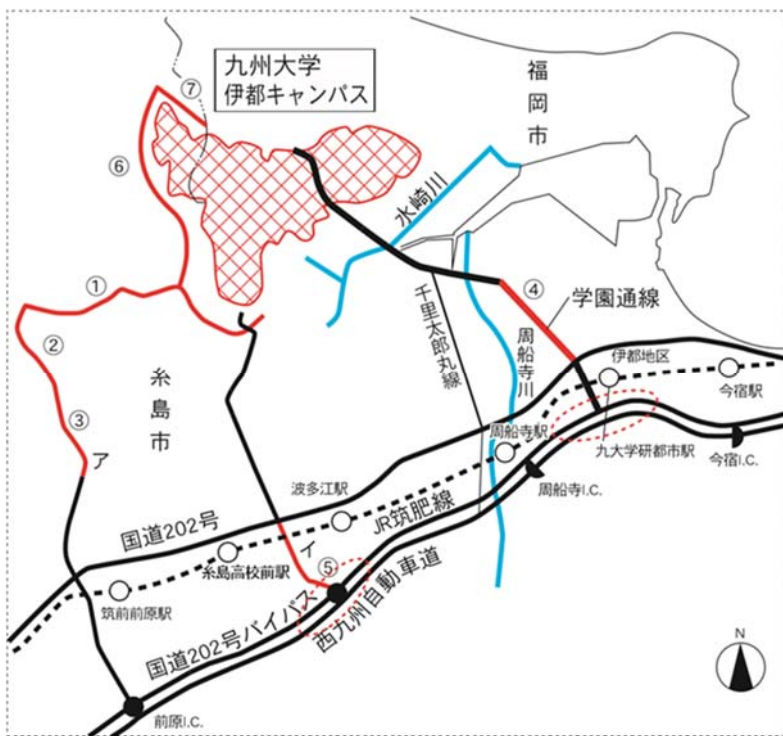 九州大学
伊都キャンパス
福岡市
⑦
⑥
水崎川
①
④
学園通線
②
千里太郎丸線
周船寺川
伊都地区
今宿駅
糸島市
③
ア
周船寺駅
九大学研都市駅
今宿I.C.
波多江駅
周船寺I.C.
国道202号
JR筑肥線
イ
糸島高校前駅
⑤
筑前前原駅
国道202号バイパス
西九州自動車道
N
前原I.C.